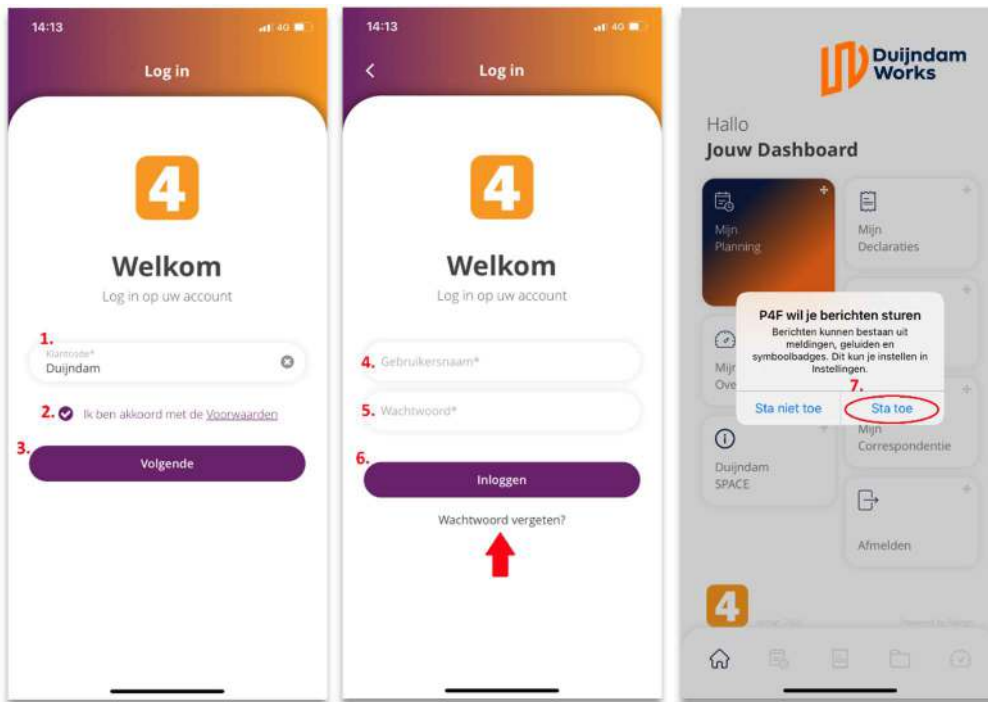 14:13
4G
Log in
4
Welkom
Log in op uw account
1.
Klantcode*
Duijndam
2.
Ik ben akkoord met de Voorwaarden
3.
Volgende
14:13
4G
Log in
4
Welkom
Log in op uw account
4. Gebruikersnaam*
5. Wachtwoord*
6.
Inloggen
Wachtwoord vergeten?
Duijndam
Works
Hallo
Jouw Dashboard
Mijn
Planning
Mijn
Declaraties
P4F wil je berichten sturen
Berichten kunnen bestaan uit
meldingen, geluiden en
symboolbadges. Dit kun je instellen in
Instellingen.
7.
Sta niet toe
Sta toe
Mijn
Ove
Mijn
Correspondentie
Duijndam
SPACE
Afmelden
4